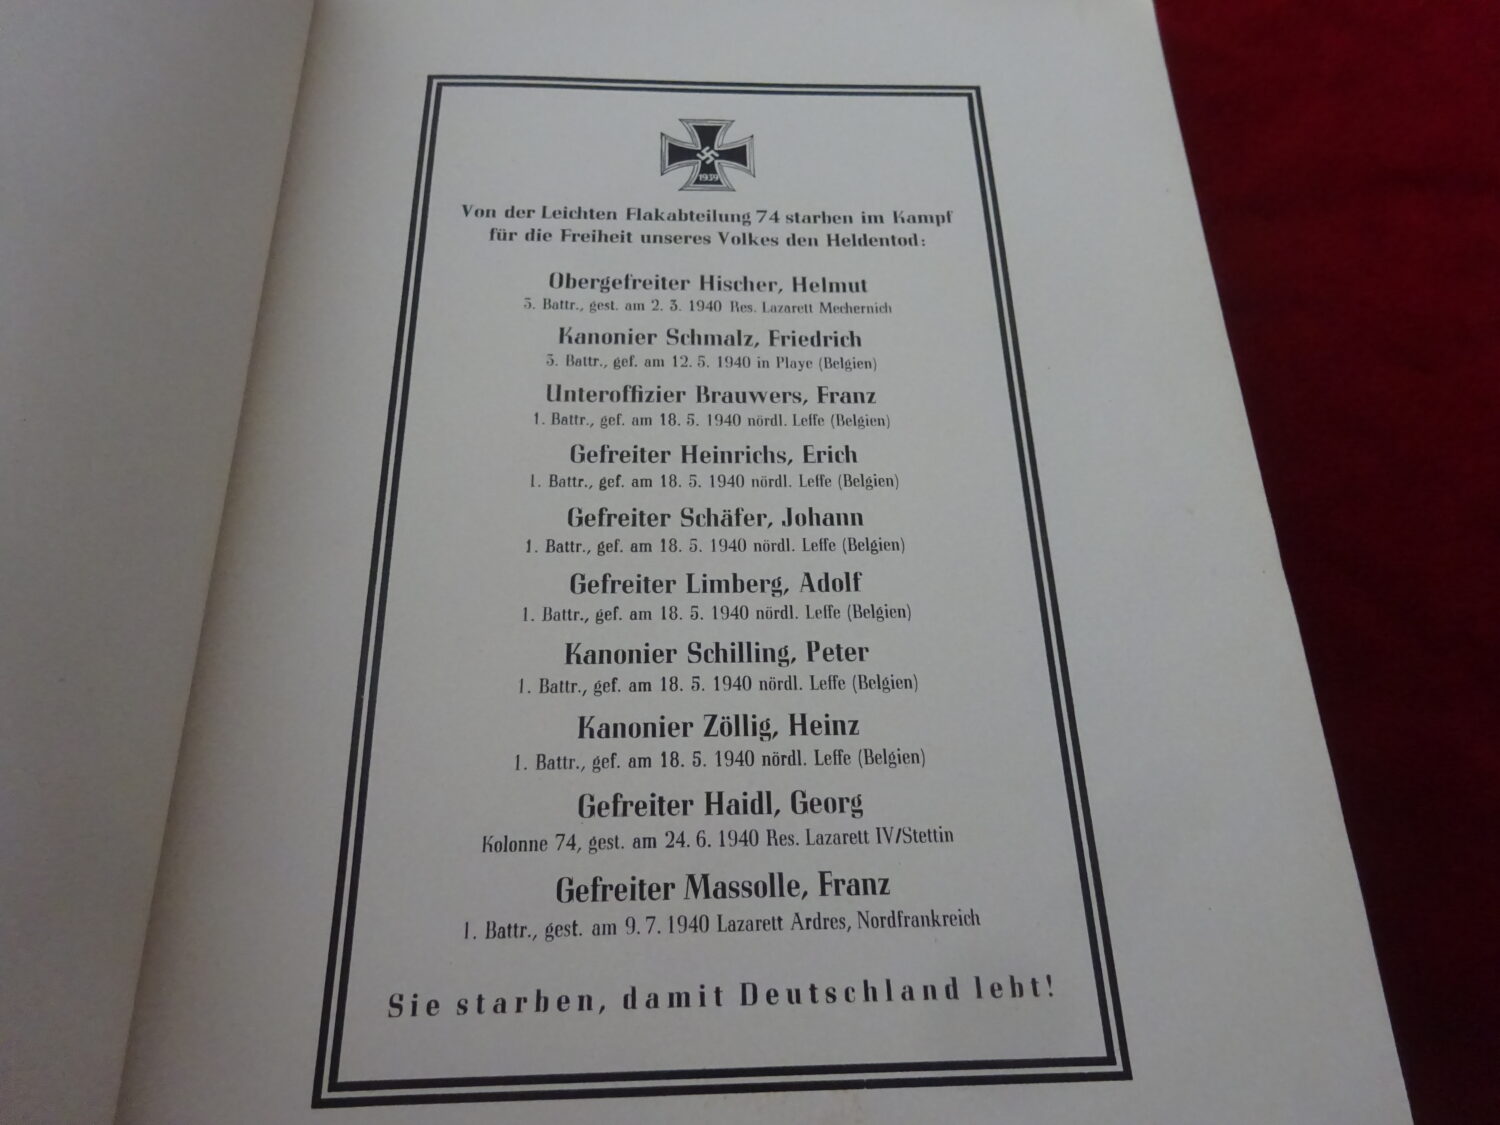 1939
Von der Leichten Flakabteilung 74 starben im Kampf
für die Freiheit unseres Volkes den Heldentod:
Obergefreiter Hischer, Helmut
3. Battr., gest. am 2. 3. 1940 Res. Lazarett Mechernich
Kanonier Schmalz, Friedrich
3. Battr., gef. am 12. 5. 1940 in Playe (Belgien)
Unteroffizier Brauwers, Franz
1. Battr., gef. am 18. 5. 1940 nördl. Leffe (Belgien)
Gefreiter Heinrichs, Erich
1. Battr., gef. am 18. 5. 1940 nördl. Leffe (Belgien)
Gefreiter Schäfer, Johann
1. Battr., gef. am 18. 5. 1940 nördl. Leffe (Belgien)
Gefreiter Limberg, Adolf
1. Battr., gef. am 18. 5. 1940 nördl. Leffe (Belgien)
Kanonier Schilling, Peter
1. Battr., gef. am 18. 5. 1940 nördl. Leffe (Belgien)
Kanonier Zöllig, Heinz
1. Battr., gef. am 18. 5. 1940 nördl. Leffe (Belgien)
Gefreiter Haidl, Georg
Kolonne 74, gest. am 24. 6. 1940 Res. Lazarett IV/Stettin
Gefreiter Massolle, Franz
1. Battr., gest. am 9. 7. 1940 Lazarett Ardres, Nordfrankreich
Sie starben, damit Deutschland lebt!